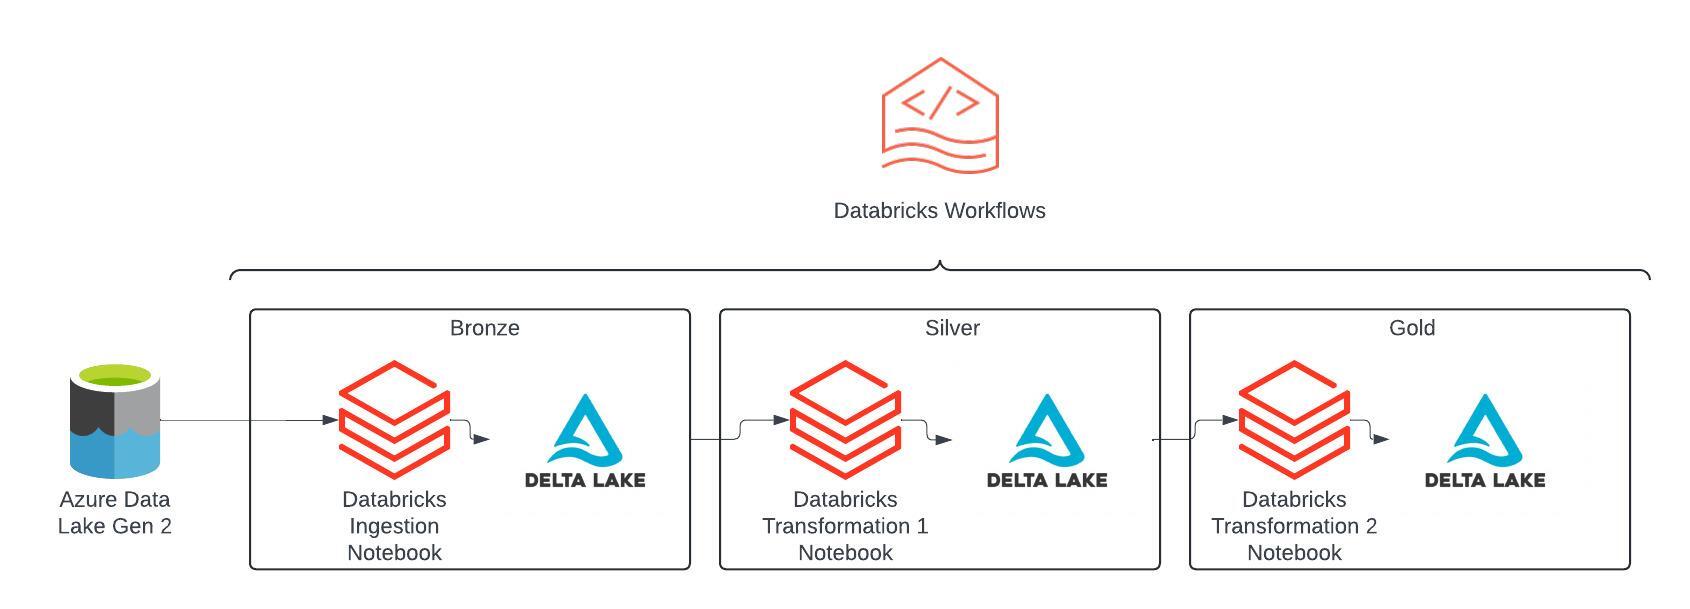 </>
Databricks Workflows
Bronze
Silver
Gold
Azure Data
Lake Gen 2
Databricks
Ingestion
Notebook
DELTA LAKE
Databricks
Transformation 1
Notebook
DELTA LAKE
Databricks
Transformation 2
Notebook
DELTA LAKE